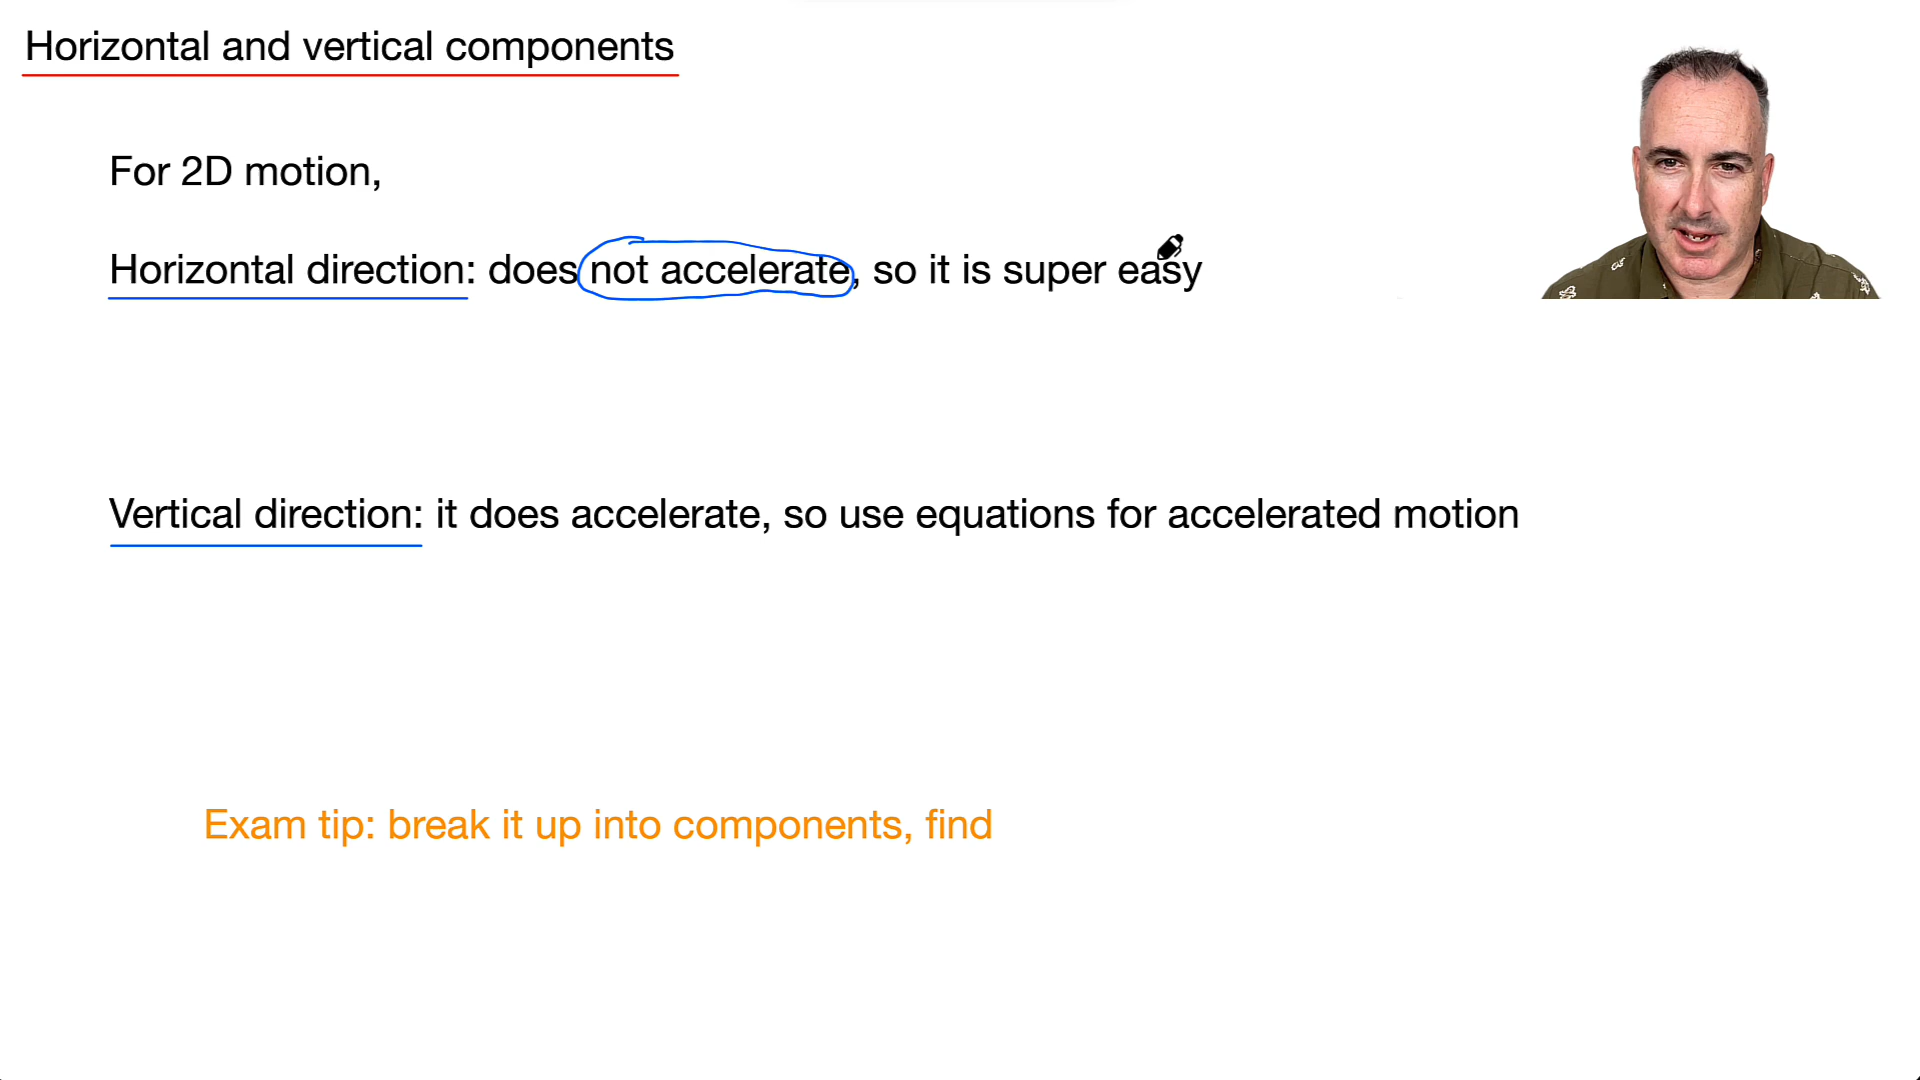 Horizontal and vertical components
For 2D motion,
Horizontal direction: does not accelerate, so it is super easy
Vertical direction: it does accelerate, so use equations for accelerated motion
Exam tip: break it up into components, find